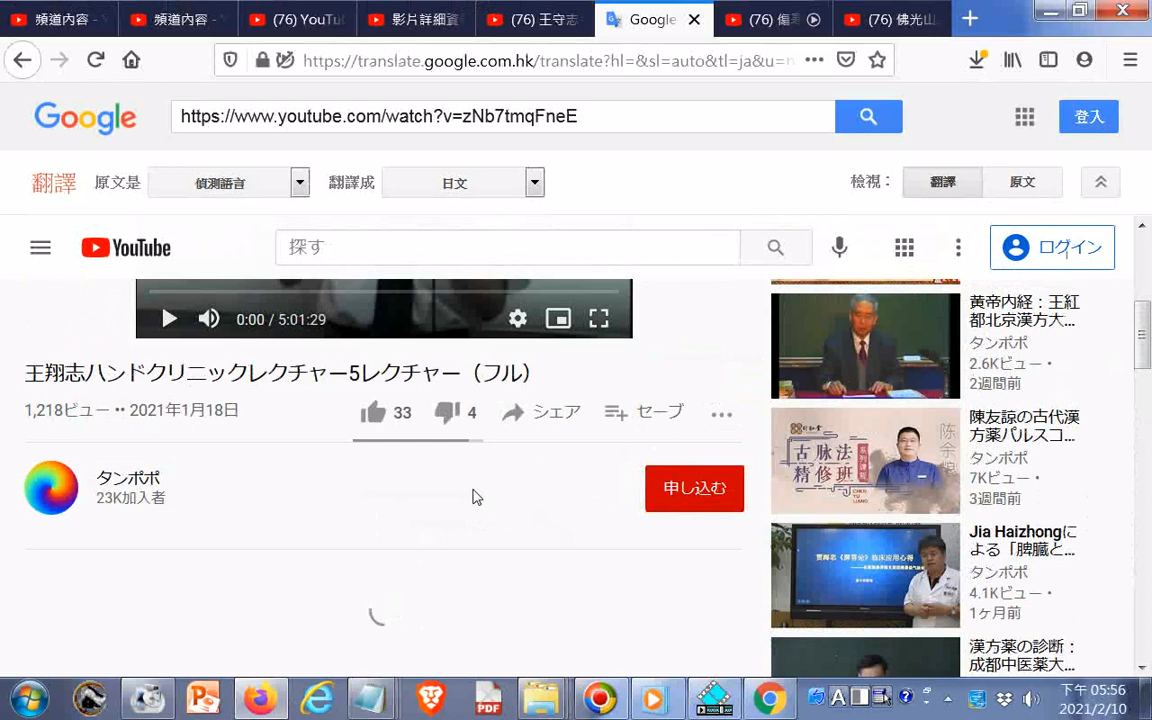 頻道內容 -
頻道內容 -
(76) YouTu
影片詳細資
(76) 王守志
Google
(76) 傷寒
(76) 佛光山
https://translate.google.com.hk/translate?hl=&sl=auto&tl=ja&u=
Google
https://www.youtube.com/watch?v=zNb7tmqFneE
登入
翻譯
原文是
偵測語言
翻譯成
日文
檢視：
翻譯
原文
YouTube
探す
ログイン
0:00 / 5:01:29
王翔志ハンドクリニックレクチャー5レクチャー（フル）
1,218ビュー •• 2021年1月18日
33
4
シェア
セーブ
タンポポ
23K加入者
申し込む
黄帝内経：王紅
都北京漢方大...
タンポポ
2.6Kビュー・
2週間前
古脉法
精修班
系列課程
陳友諒の古代漢
方薬パルスコ...
タンポポ
7Kビュー・
3週間前
Jia Haizhongに
よる「脾臓と...
タンポポ
4.1Kビュー・
1ヶ月前
漢方薬の診断：
成都中医薬大...
PDF
A
下午 05:56
2021/2/10